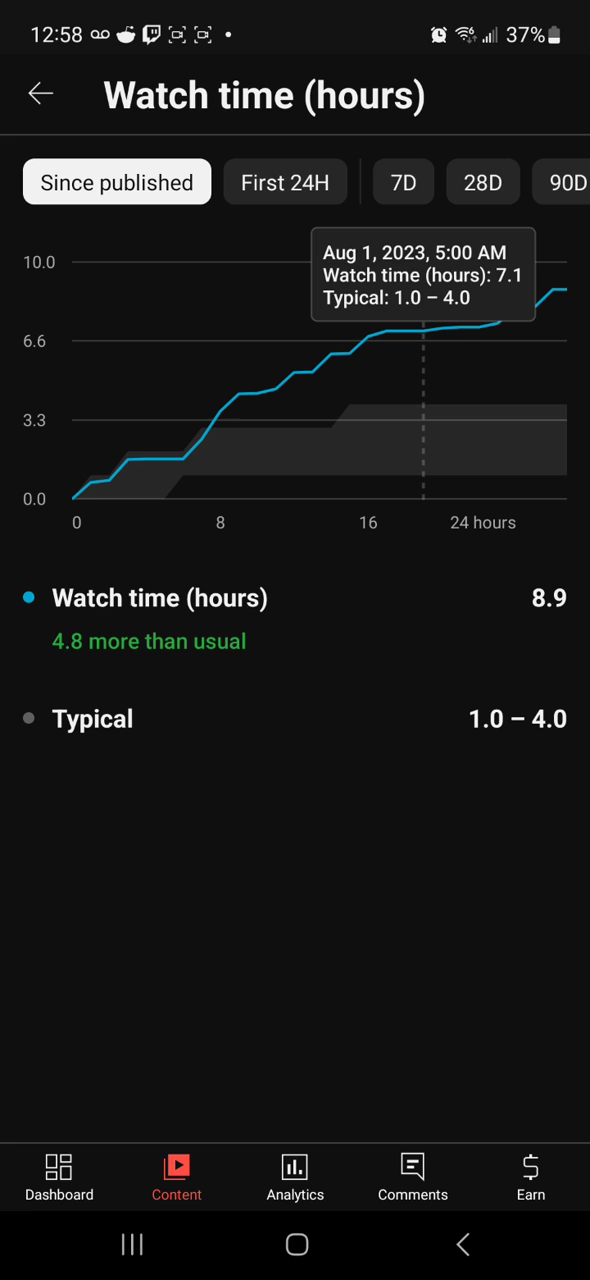 12:58 37%
Watch time (hours)
Since published First 24H 7D 28D 90D
Aug 1, 2023, 5:00 AM
Watch time (hours): 7.1
Typical: 1.0 – 4.0
10.0
6.6
3.3
0.0
0 8 16 24 hours
Watch time (hours) 8.9
4.8 more than usual
Typical 1.0 – 4.0
Dashboard Content Analytics Comments Earn